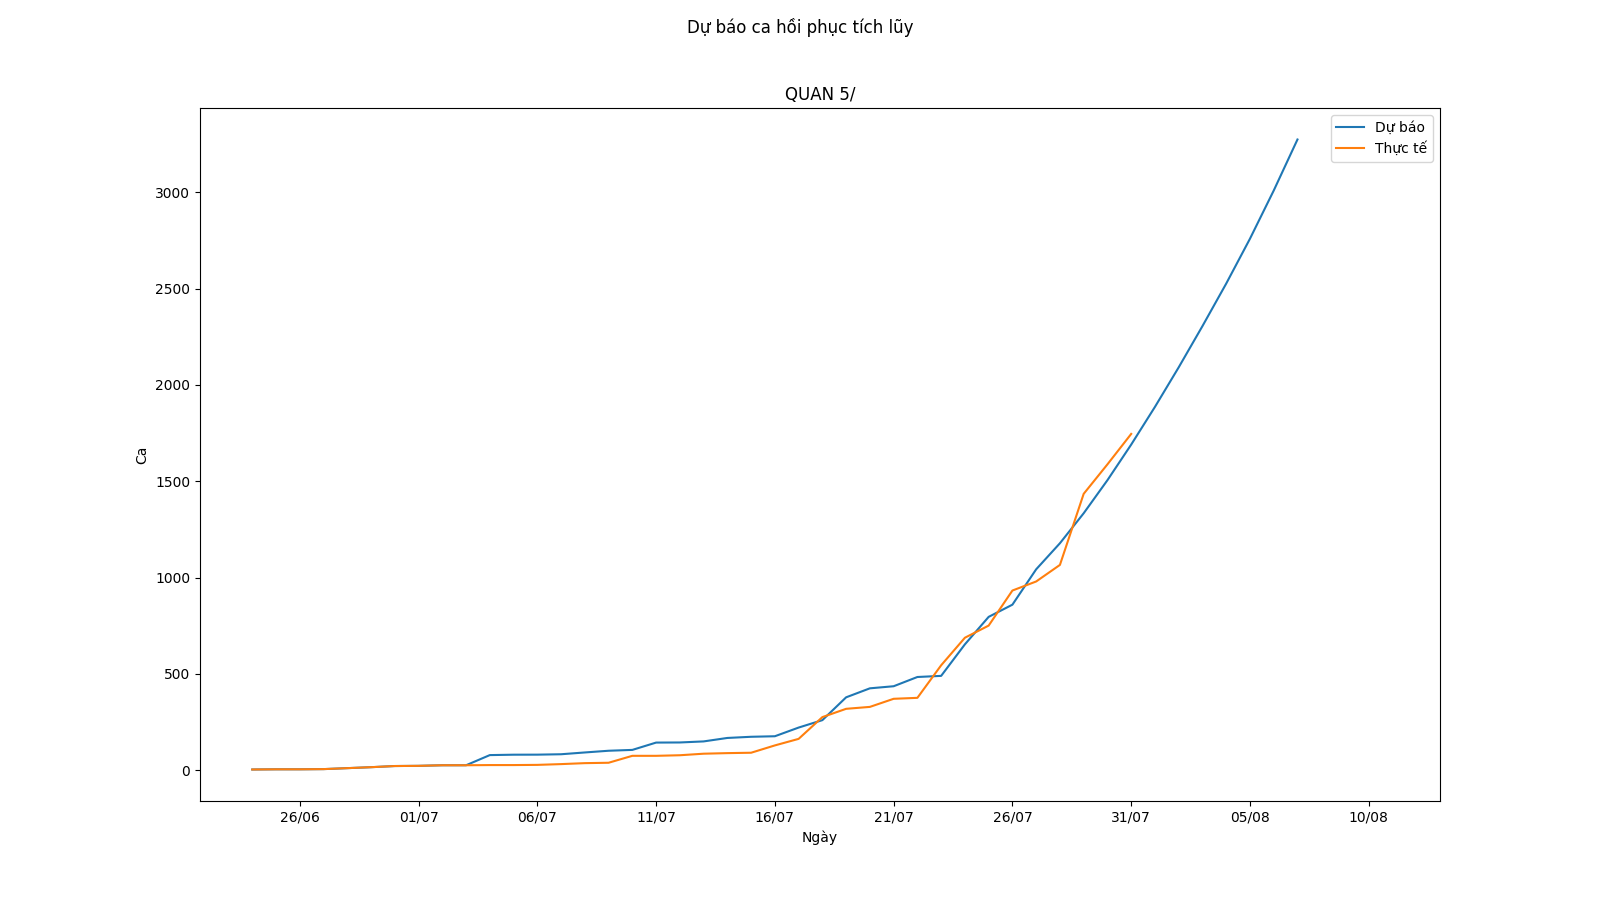 Dự báo ca hồi phục tích lũy
QUAN 5/
Dự báo
Thực tế
3000
2500
2000
1500
1000
500
0
Ca
26/06 01/07 06/07 11/07 16/07 21/07 26/07 31/07 05/08 10/08
Ngày